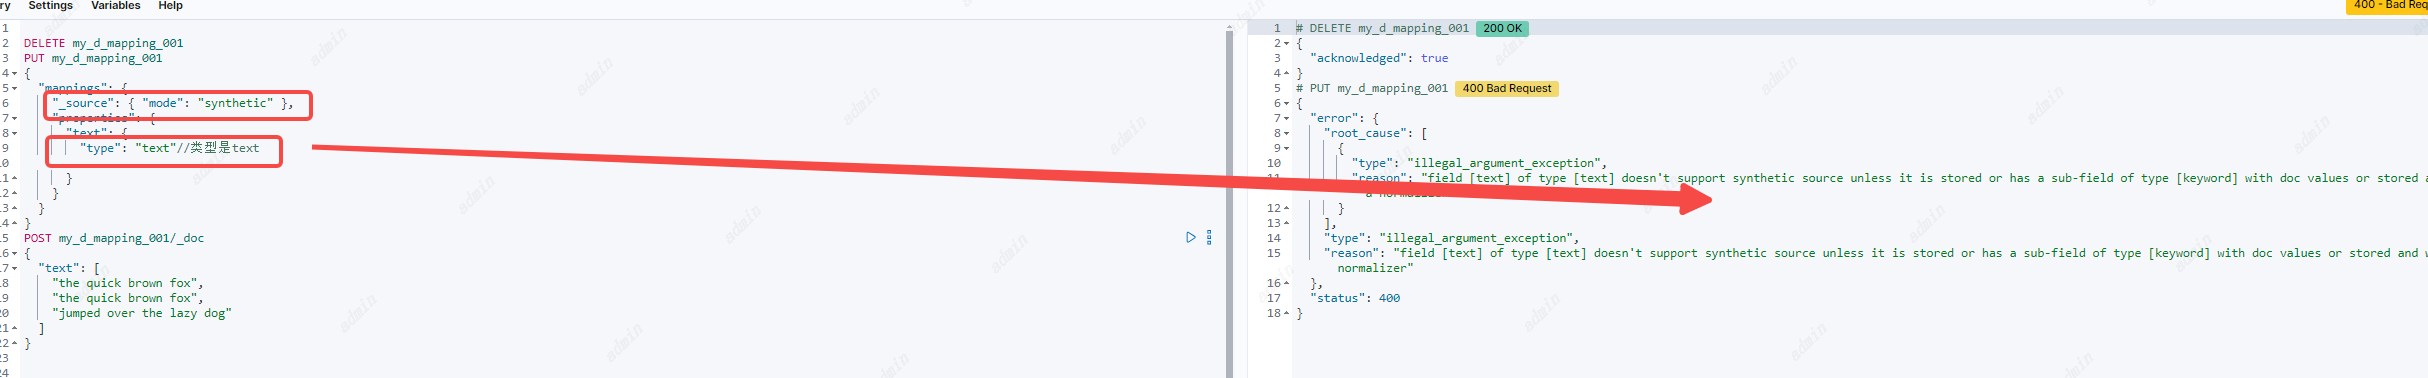 ry Settings Variables Help
400 - Bad Req
1
2 DELETE my_d_mapping_001
3 PUT my_d_mapping_001
4 {
5 "mappings": {
6 "_source": { "mode": "synthetic" },
7 "properties": {
8 "text": {
9 "type": "text"//类型是text
10
11 }
12 }
13 }
14 }
15 POST my_d_mapping_001/_doc
16 {
17 "text": [
18 "the quick brown fox",
19 "the quick brown fox",
20 "jumped over the lazy dog"
21 ]
22 }
23
24
1 # DELETE my_d_mapping_001 200 OK
2 {
3 "acknowledged": true
4 }
5 # PUT my_d_mapping_001 400 Bad Request
6 {
7 "error": {
8 "root_cause": [
9 {
10 "type": "illegal_argument_exception",
11 "reason": "field [text] of type [text] doesn't support synthetic source unless it is stored or has a sub-field of type [keyword] with doc values or stored a
a normalizer"
12 }
13 ],
14 "type": "illegal_argument_exception",
15 "reason": "field [text] of type [text] doesn't support synthetic source unless it is stored or has a sub-field of type [keyword] with doc values or stored and w
normalizer"
16 },
17 "status": 400
18 }
admin